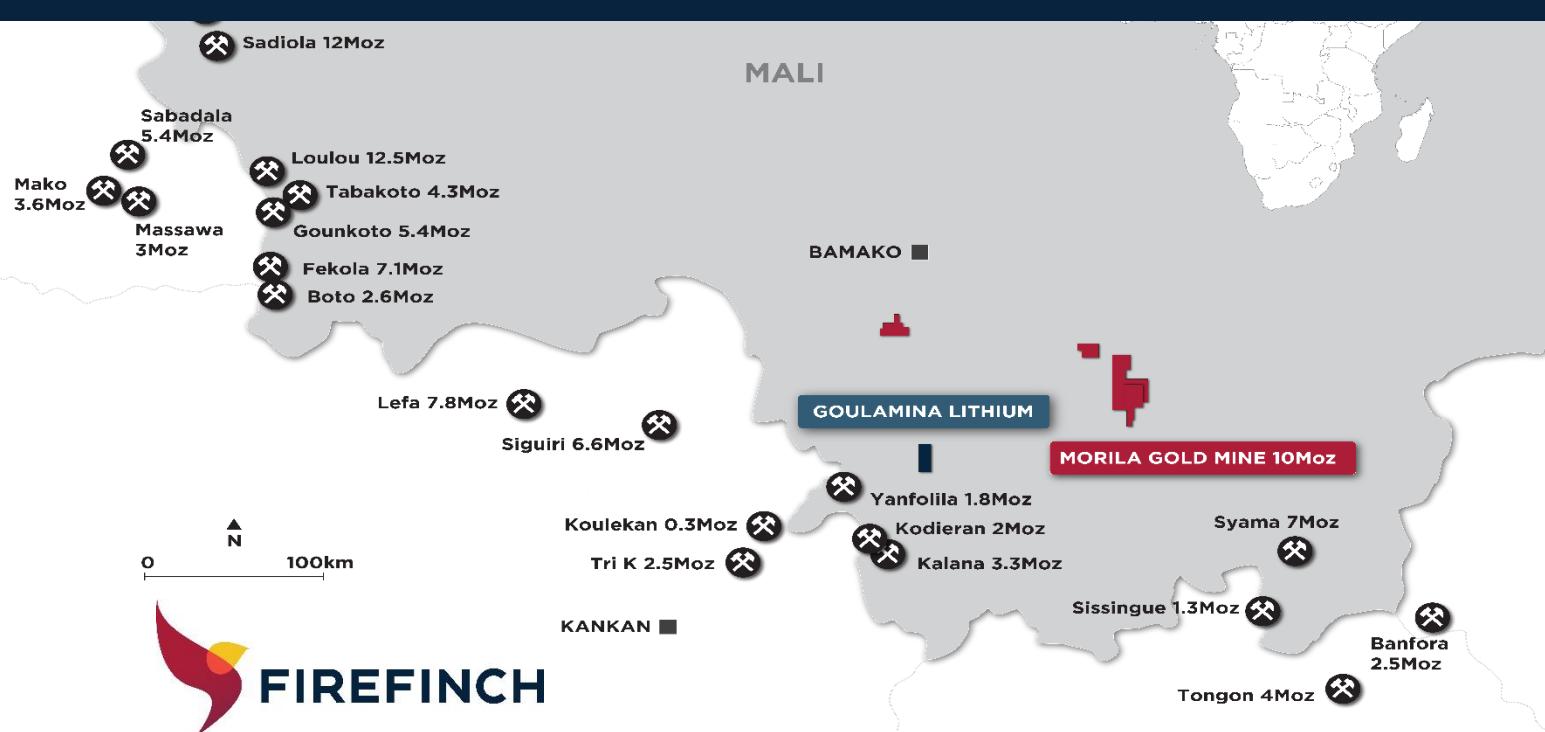 Sadiola 12Moz
MALI
Sabadala
5.4Moz
Loulou 12.5Moz
Mako
3.6Moz
Tabakoto 4.3Moz
Massawa
3Moz
Gounkoto 5.4Moz
BAMAKO
Fekola 7.1Moz
Boto 2.6Moz
Lefa 7.8Moz
GOULAMINA LITHIUM
Siguiri 6.6Moz
MORILA GOLD MINE 10Moz
Yanfolila 1.8Moz
Koulekan 0.3Moz
Kodieran 2Moz
Syama 7Moz
N
0 100km
Tri K 2.5Moz
Kalana 3.3Moz
Sissingue 1.3Moz
KANKAN
Banfora
2.5Moz
FIREFINCH
Tongon 4Moz